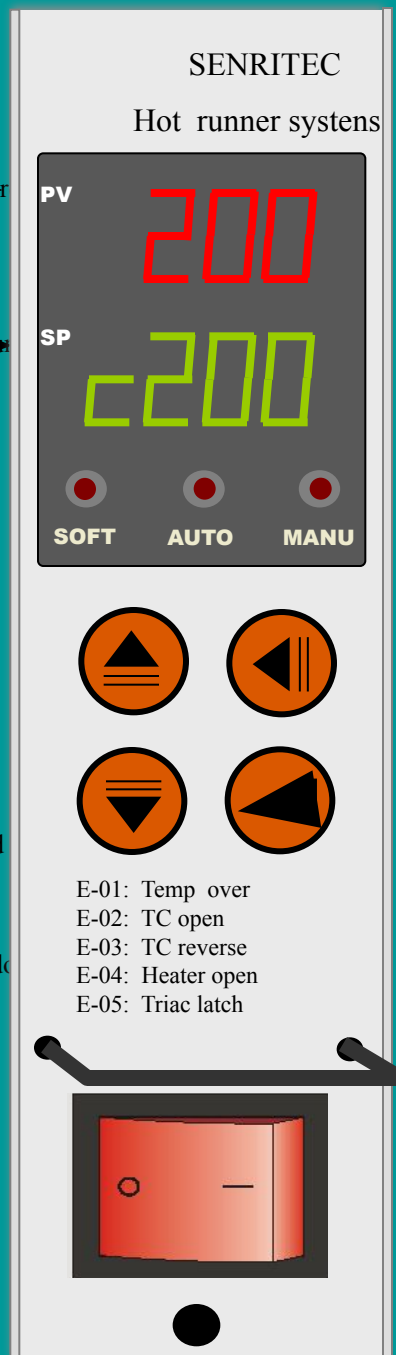 SENRITEC
Hot runner systens
PV
200
SP
c200
SOFT AUTO MANU
E-01: Temp over
E-02: TC open
E-03: TC reverse
E-04: Heater open
E-05: Triac latch